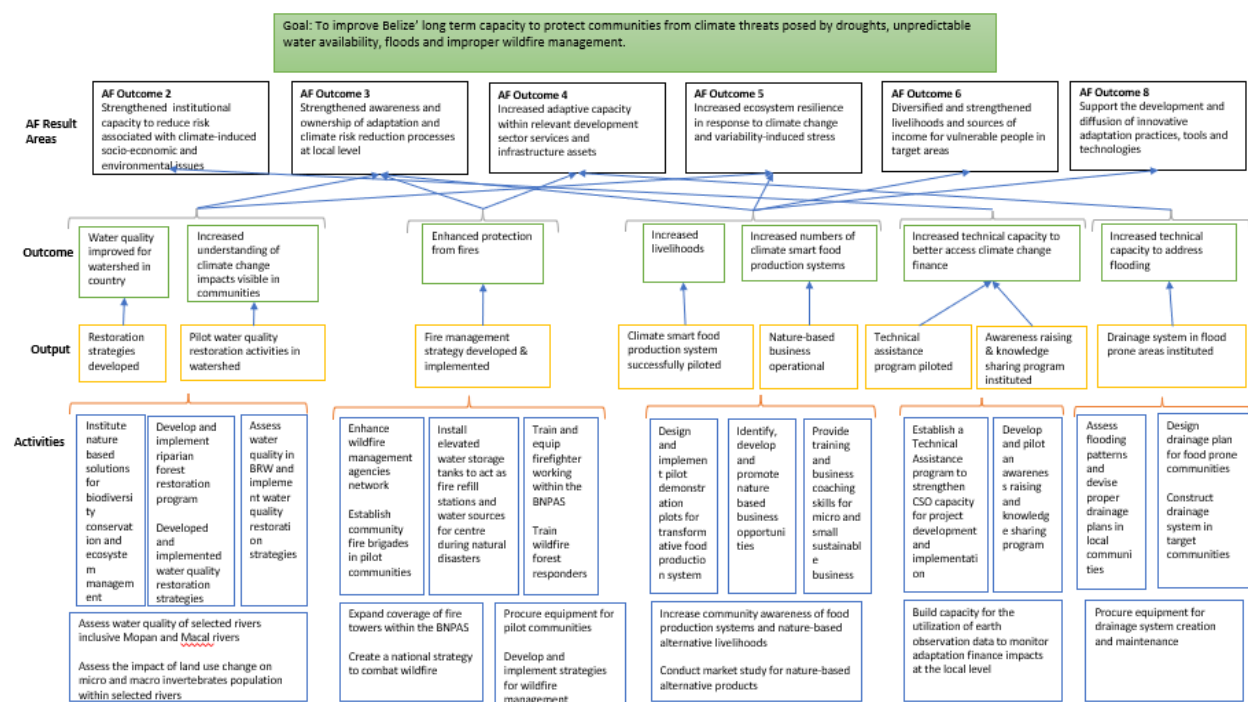 Goal: To improve Belize' long term capacity to protect communities from climate threats posed by droughts, unpredictable
water availability, floods and improper wildfire management.
AF Result
Areas
AF Outcome 2
Strengthened institutional
capacity to reduce risk
associated with climate-induced
socio-economic and
environmental issues
AF Outcome 3
Strengthened awareness and
ownership of adaptation and
climate risk reduction processes
at local level
AF Outcome 4
Increased adaptive capacity
within relevant development
sector services and
infrastructure assets
AF Outcome 5
Increased ecosystem resilience
in response to climate change
and variability-induced stress
AF Outcome 6
Diversified and strengthened
livelihoods and sources of
income for vulnerable people in
target areas
AF Outcome 8
Support the development and
diffusion of innovative
adaptation practices, tools and
technologies
Outcome
Water quality
improved for
watershed in
country
Increased
understanding of
climate change
impacts visible in
communities
Enhanced protection
from fires
Increased
livelihoods
Increased numbers of
climate smart food
production systems
Increased technical capacity to
better access climate change
finance
Increased technical
capacity to address
flooding
Output
Restoration
strategies
developed
Pilot water quality
restoration activities in
watershed
Fire management
strategy developed &
implemented
Climate smart food
production system
successfully piloted
Nature-based
business
operational
Technical
assistance
program piloted
Awareness raising
& knowledge
sharing program
instituted
Drainage system in flood
prone areas instituted
Activities
Institute
nature
based
solutions
for
biodiversi
ty
conservat
ion and
ecosyste
m
managem
ent
Develop and
implement
riparian
forest
restoration
program
Developed and
implemented
water quality
restoration
strategies
Assess
water
quality in
BRW and
impleme
nt water
quality
restorati
on
strategies
Enhance
wildfire
management
agencies
network
Establish
community
fire brigades
in pilot
communities
Install
elevated
water storage
tanks to act as
fire refill
stations and
water sources
for centre
during natural
disasters
Train and
equip
firefighter
working
within the
BNPAS
Train
wildfire
forest
responders
Design
and
implemen
t pilot
demonstr
ation
plots for
transform
ative food
productio
n system
Identify,
develop
and
promote
nature
based
business
opportuni
ties
Provide
training
and
business
coaching
skills for
micro and
small
sustainabl
e
business
Establish a
Technical
Assistance
program to
strengthen
CSO capacity
for project
development
and
implementati
on
Develop
and pilot
an
awarenes
s raising
and
knowledg
e sharing
program
Assess
flooding
patterns
and
devise
proper
drainage
plans in
local
communi
ties
Design
drainage plan
for food prone
communities
Construct
drainage
system in
target
communities
Assess water quality of selected rivers
inclusive Mopan and Macal rivers
Assess the impact of land use change on
micro and macro invertebrates population
within selected rivers
Expand coverage of fire
towers within the BNPAS
Create a national strategy
to combat wildfire
Procure equipment for
pilot communities
Develop and
implement strategies
for wildfire
management
Increase community awareness of food
production systems and nature-based
alternative livelihoods
Conduct market study for nature-based
alternative products
Build capacity for the
utilization of earth
observation data to monitor
adaptation finance impacts
at the local level
Procure equipment for
drainage system creation
and maintenance